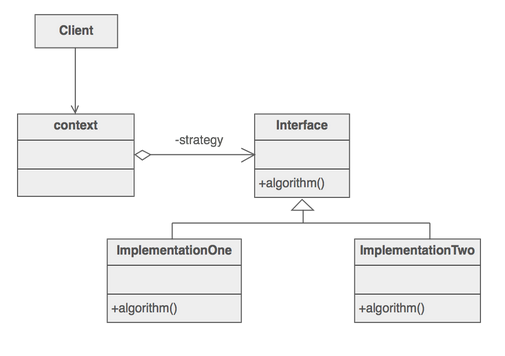 Client
context
-strategy
Interface
+algorithm()
ImplementationOne
+algorithm()
ImplementationTwo
+algorithm()